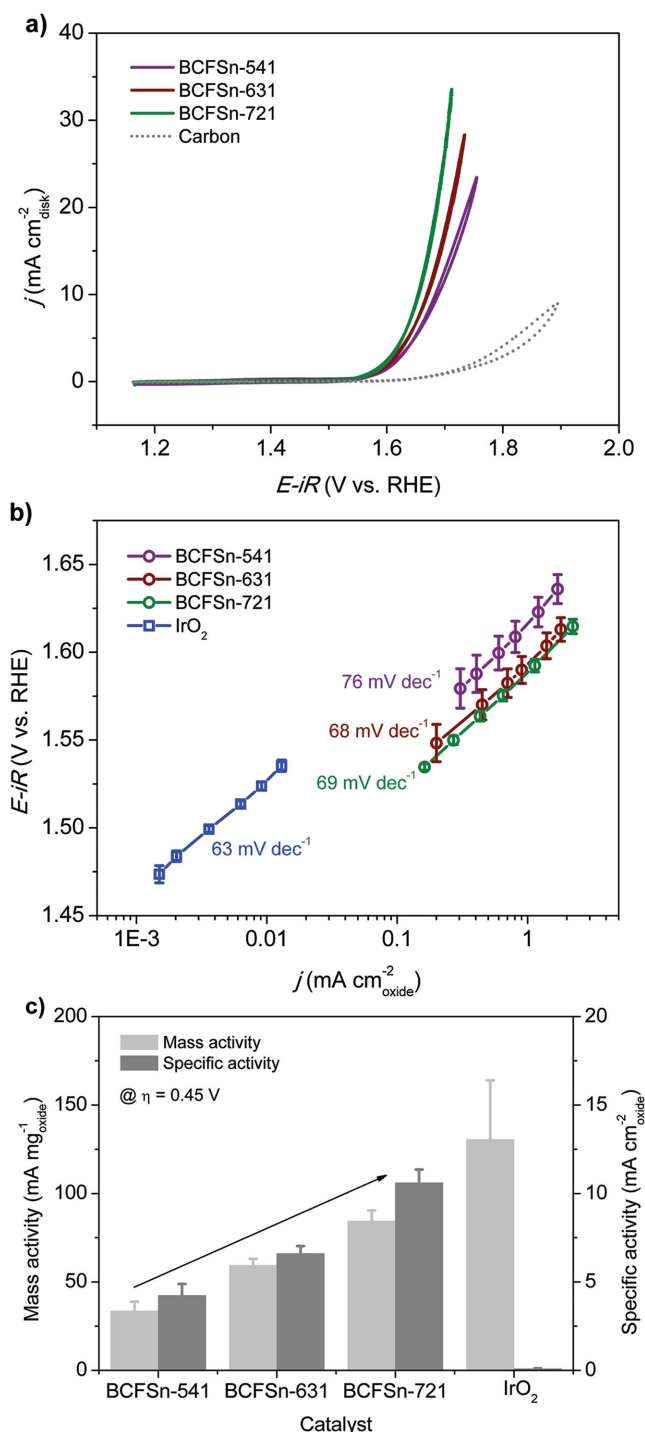 a)
40
30
20
10
0
j (mA cm⁻²disk)
BCFSn-541
BCFSn-631
BCFSn-721
Carbon
1.2 1.4 1.6 1.8 2.0
E-iR (V vs. RHE)
b)
1.65
1.60
1.55
1.50
1.45
E-iR (V vs. RHE)
BCFSn-541
BCFSn-631
BCFSn-721
IrO₂
76 mV dec⁻¹
68 mV dec⁻¹
69 mV dec⁻¹
63 mV dec⁻¹
1E-3 0.01 0.1 1
j (mA cm⁻²oxide)
c)
200
150
100
50
0
Mass activity (mA mg⁻¹oxide)
Mass activity
Specific activity
@ η = 0.45 V
20
15
10
5
0
Specific activity (mA cm⁻²oxide)
BCFSn-541 BCFSn-631 BCFSn-721 IrO₂
Catalyst